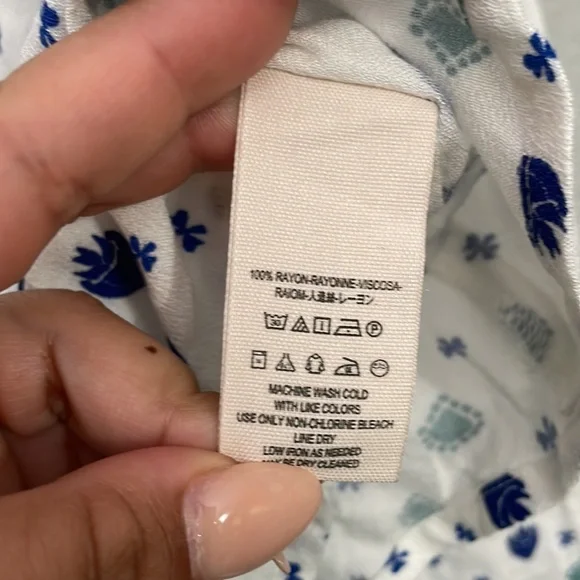 100% RAYON-RAYONNE-VISCOSA-
RAIOM-人造絲-レーヨン
MACHINE WASH COLD
WITH LIKE COLORS
USE ONLY NON-CHLORINE BLEACH
LINE DRY
LOW IRON AS NEEDED
MAY BE DRY CLEANED